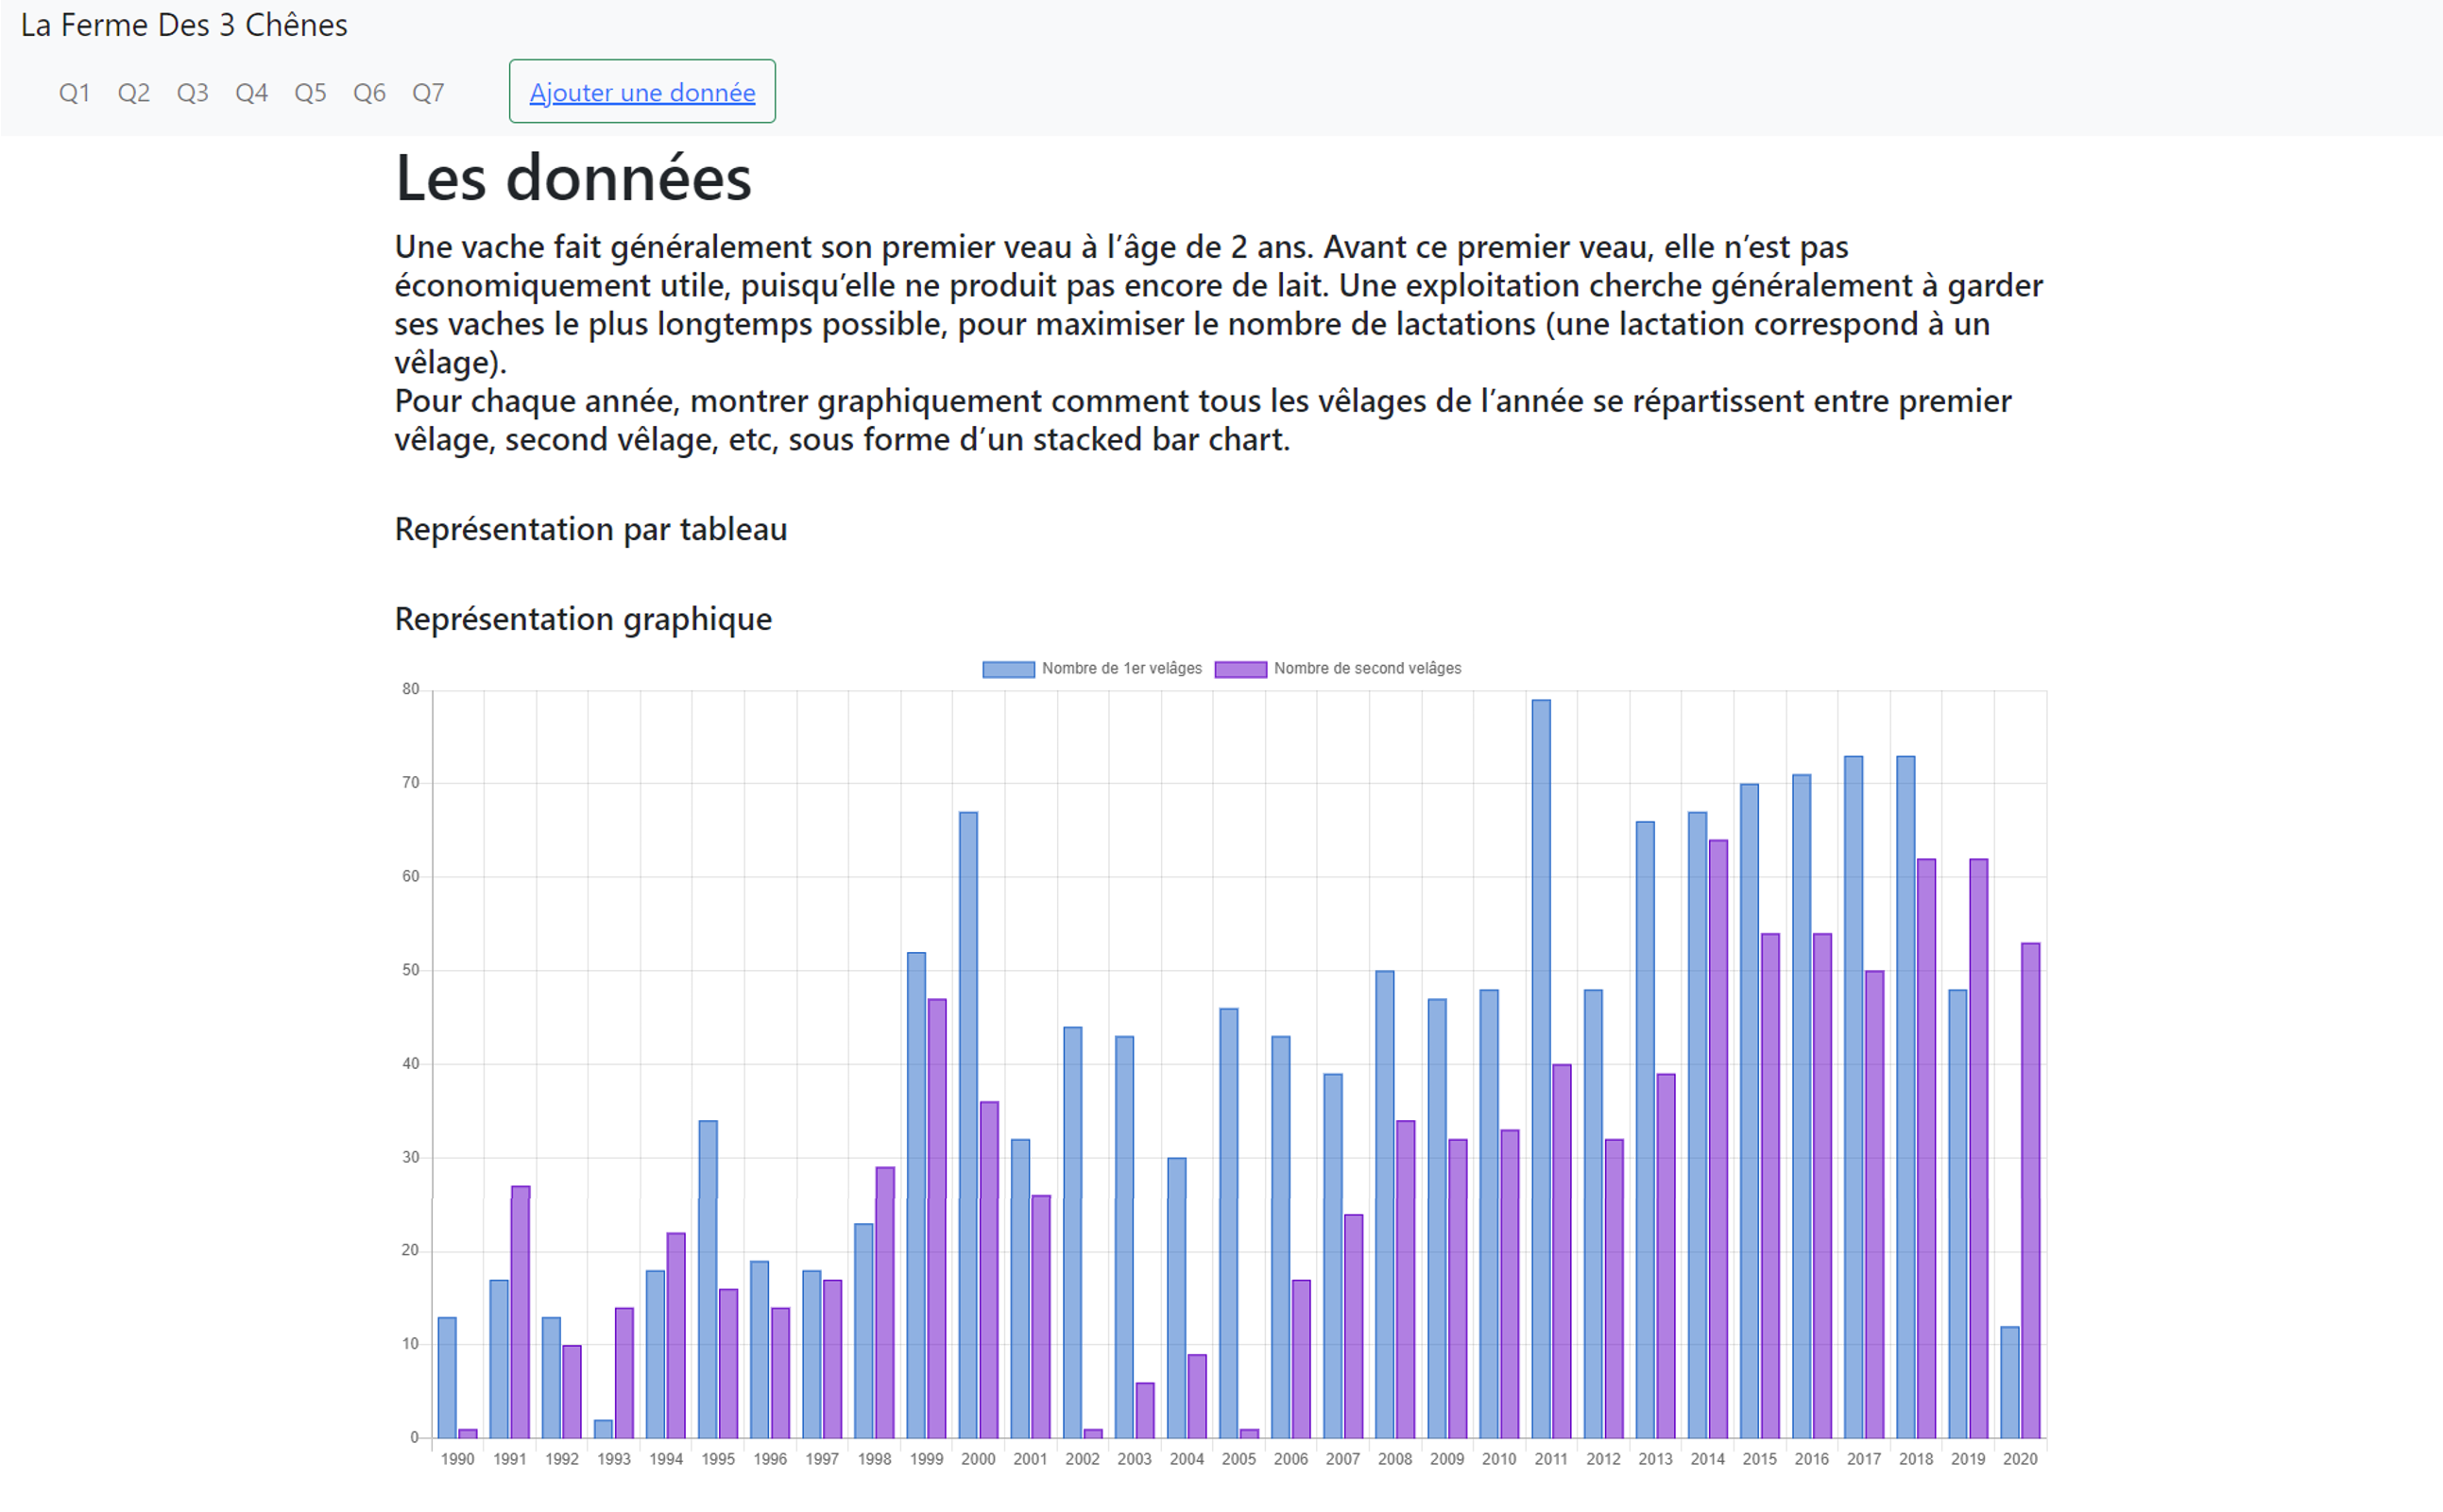 La Ferme Des 3 Chênes
Q1 Q2 Q3 Q4 Q5 Q6 Q7 Ajouter une donnée
Les données
Une vache fait généralement son premier veau à l’âge de 2 ans. Avant ce premier veau, elle n’est pas
économiquement utile, puisqu’elle ne produit pas encore de lait. Une exploitation cherche généralement à garder
ses vaches le plus longtemps possible, pour maximiser le nombre de lactations (une lactation correspond à un
vêlage).
Pour chaque année, montrer graphiquement comment tous les vêlages de l’année se répartissent entre premier
vêlage, second vêlage, etc, sous forme d’un stacked bar chart.
Représentation par tableau
Représentation graphique
Nombre de 1er velâges Nombre de second velâges
80
70
60
50
40
30
20
10
0
1990 1991 1992 1993 1994 1995 1996 1997 1998 1999 2000 2001 2002 2003 2004 2005 2006 2007 2008 2009 2010 2011 2012 2013 2014 2015 2016 2017 2018 2019 2020